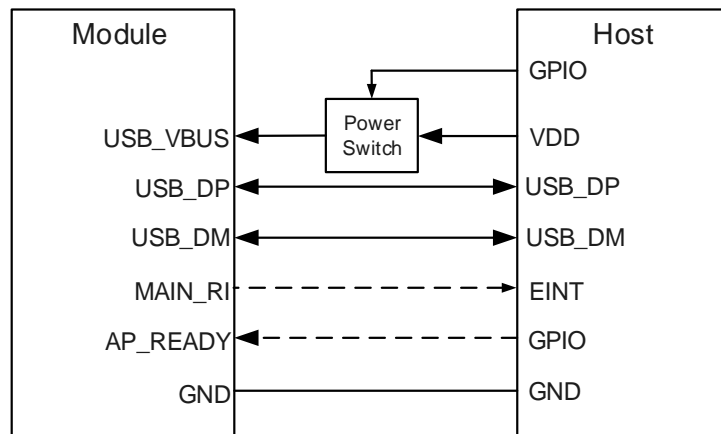 Module
Host
GPIO
Power
Switch
USB_VBUS
VDD
USB_DP
USB_DP
USB_DM
USB_DM
MAIN_RI
EINT
AP_READY
GPIO
GND
GND